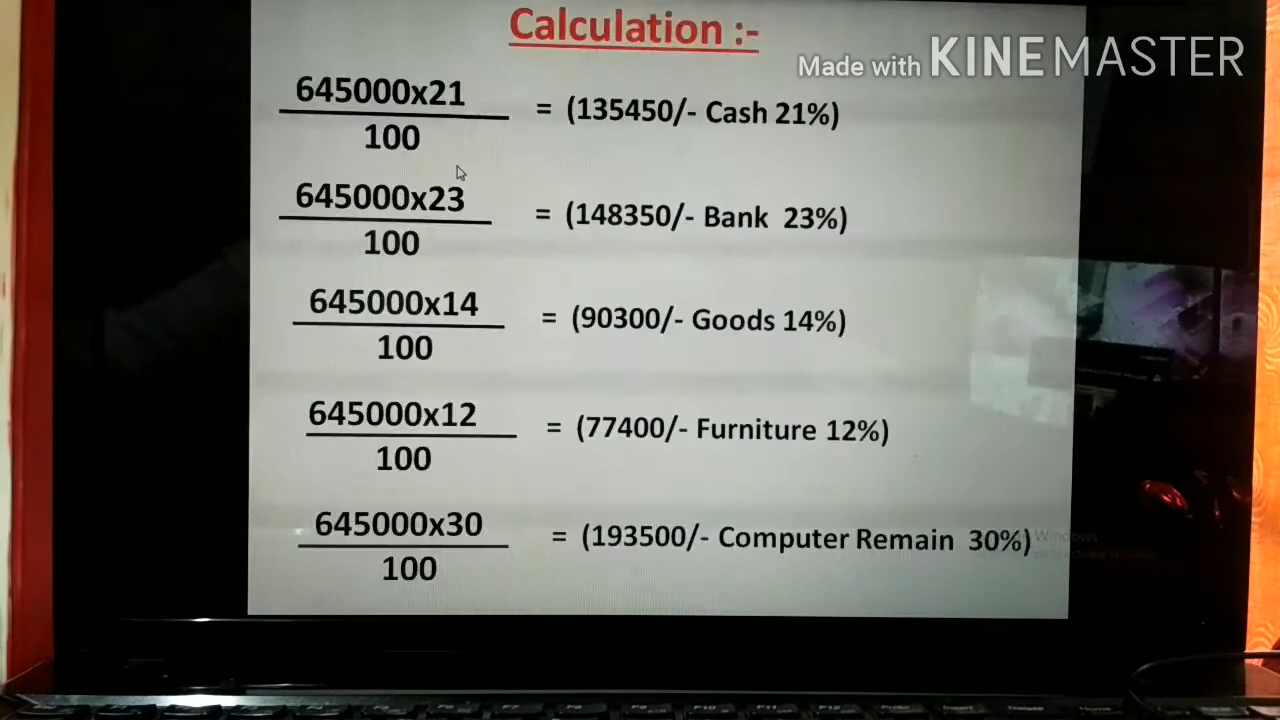 Calculation :-
Made with KINEMASTER
645000x21
100
= (135450/- Cash 21%)
645000x23
100
= (148350/- Bank 23%)
645000x14
100
= (90300/- Goods 14%)
645000x12
100
= (77400/- Furniture 12%)
645000x30
100
= (193500/- Computer Remain 30%)
Windows